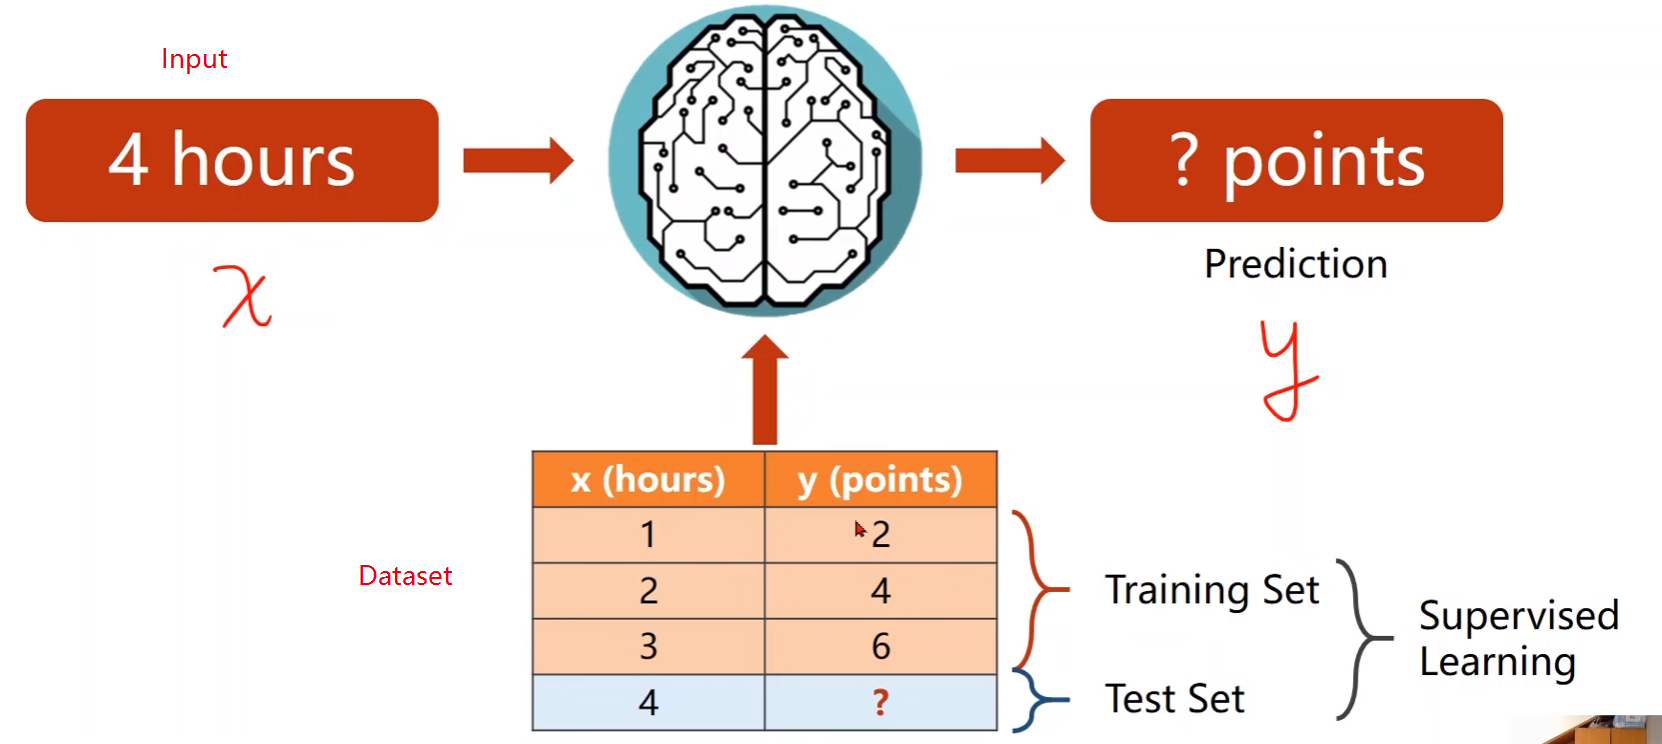 Input
4 hours
? points
x
Prediction
y
x (hours) y (points)
1 2
2 4
3 6
4 ?
Dataset
Training Set
Test Set
Supervised
Learning